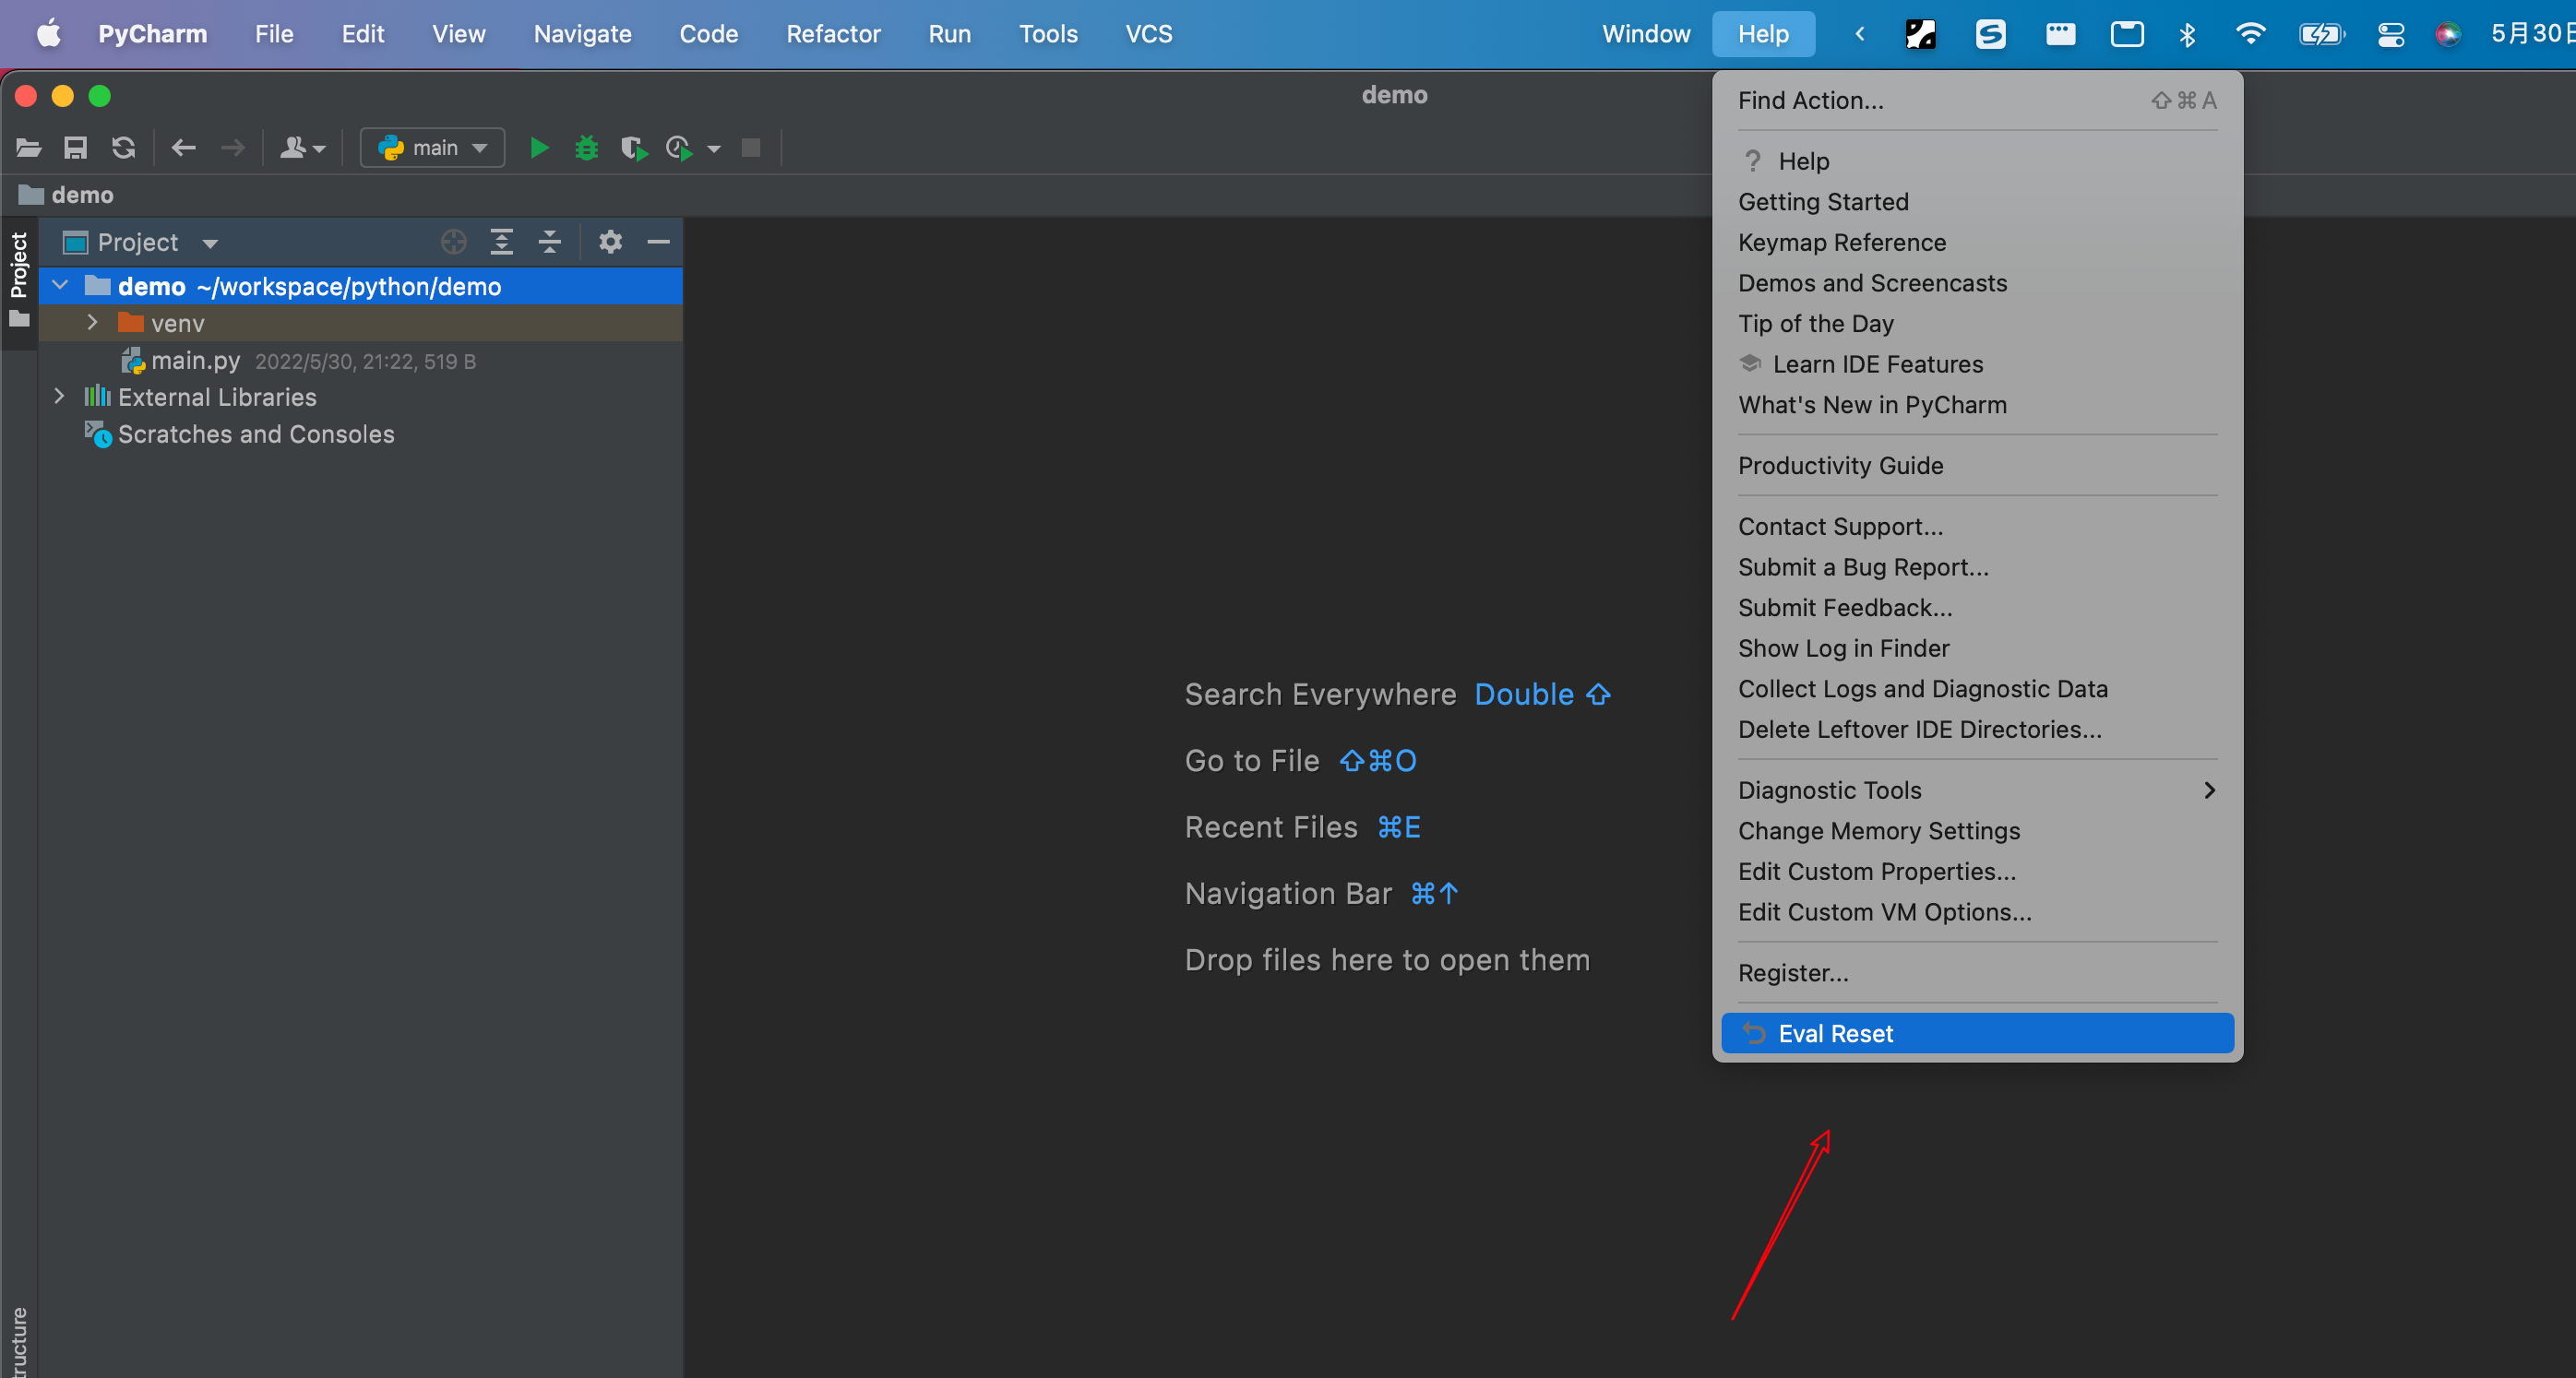 PyCharm File Edit View Navigate Code Refactor Run Tools VCS Window Help 5月30日
demo
main
demo
Project
Project
demo ~/workspace/python/demo
venv
main.py 2022/5/30, 21:22, 519 B
External Libraries
Scratches and Consoles
Search Everywhere Double ⇧
Go to File ⇧⌘O
Recent Files ⌘E
Navigation Bar ⌘↑
Drop files here to open them
Find Action... ⇧⌘A
? Help
Getting Started
Keymap Reference
Demos and Screencasts
Tip of the Day
Learn IDE Features
What's New in PyCharm
Productivity Guide
Contact Support...
Submit a Bug Report...
Submit Feedback...
Show Log in Finder
Collect Logs and Diagnostic Data
Delete Leftover IDE Directories...
Diagnostic Tools
Change Memory Settings
Edit Custom Properties...
Edit Custom VM Options...
Register...
Eval Reset
tructure